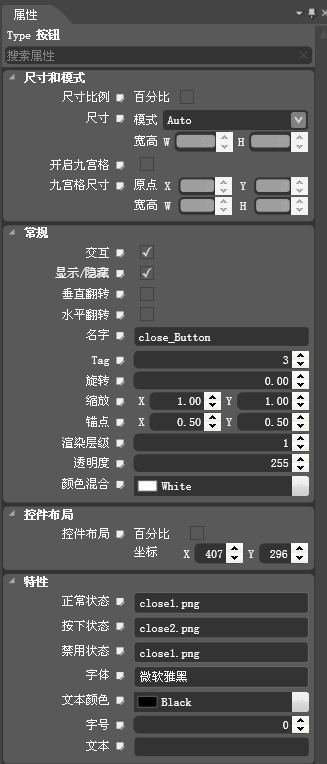 属性
Type 按钮
搜索属性
尺寸和模式
尺寸比例 百分比
尺寸 模式 Auto
宽高 W H
开启九宫格
九宫格尺寸 原点 X Y
宽高 W H
常规
交互
显示/隐藏
垂直翻转
水平翻转
名字 close_Button
Tag 3
旋转 0.00
缩放 X 1.00 Y 1.00
锚点 X 0.50 Y 0.50
渲染层级 1
透明度 255
颜色混合 White
控件布局
控件布局 百分比
坐标 X 407 Y 296
特性
正常状态 close1.png
按下状态 close2.png
禁用状态 close1.png
字体 微软雅黑
文本颜色 Black
字号 0
文本